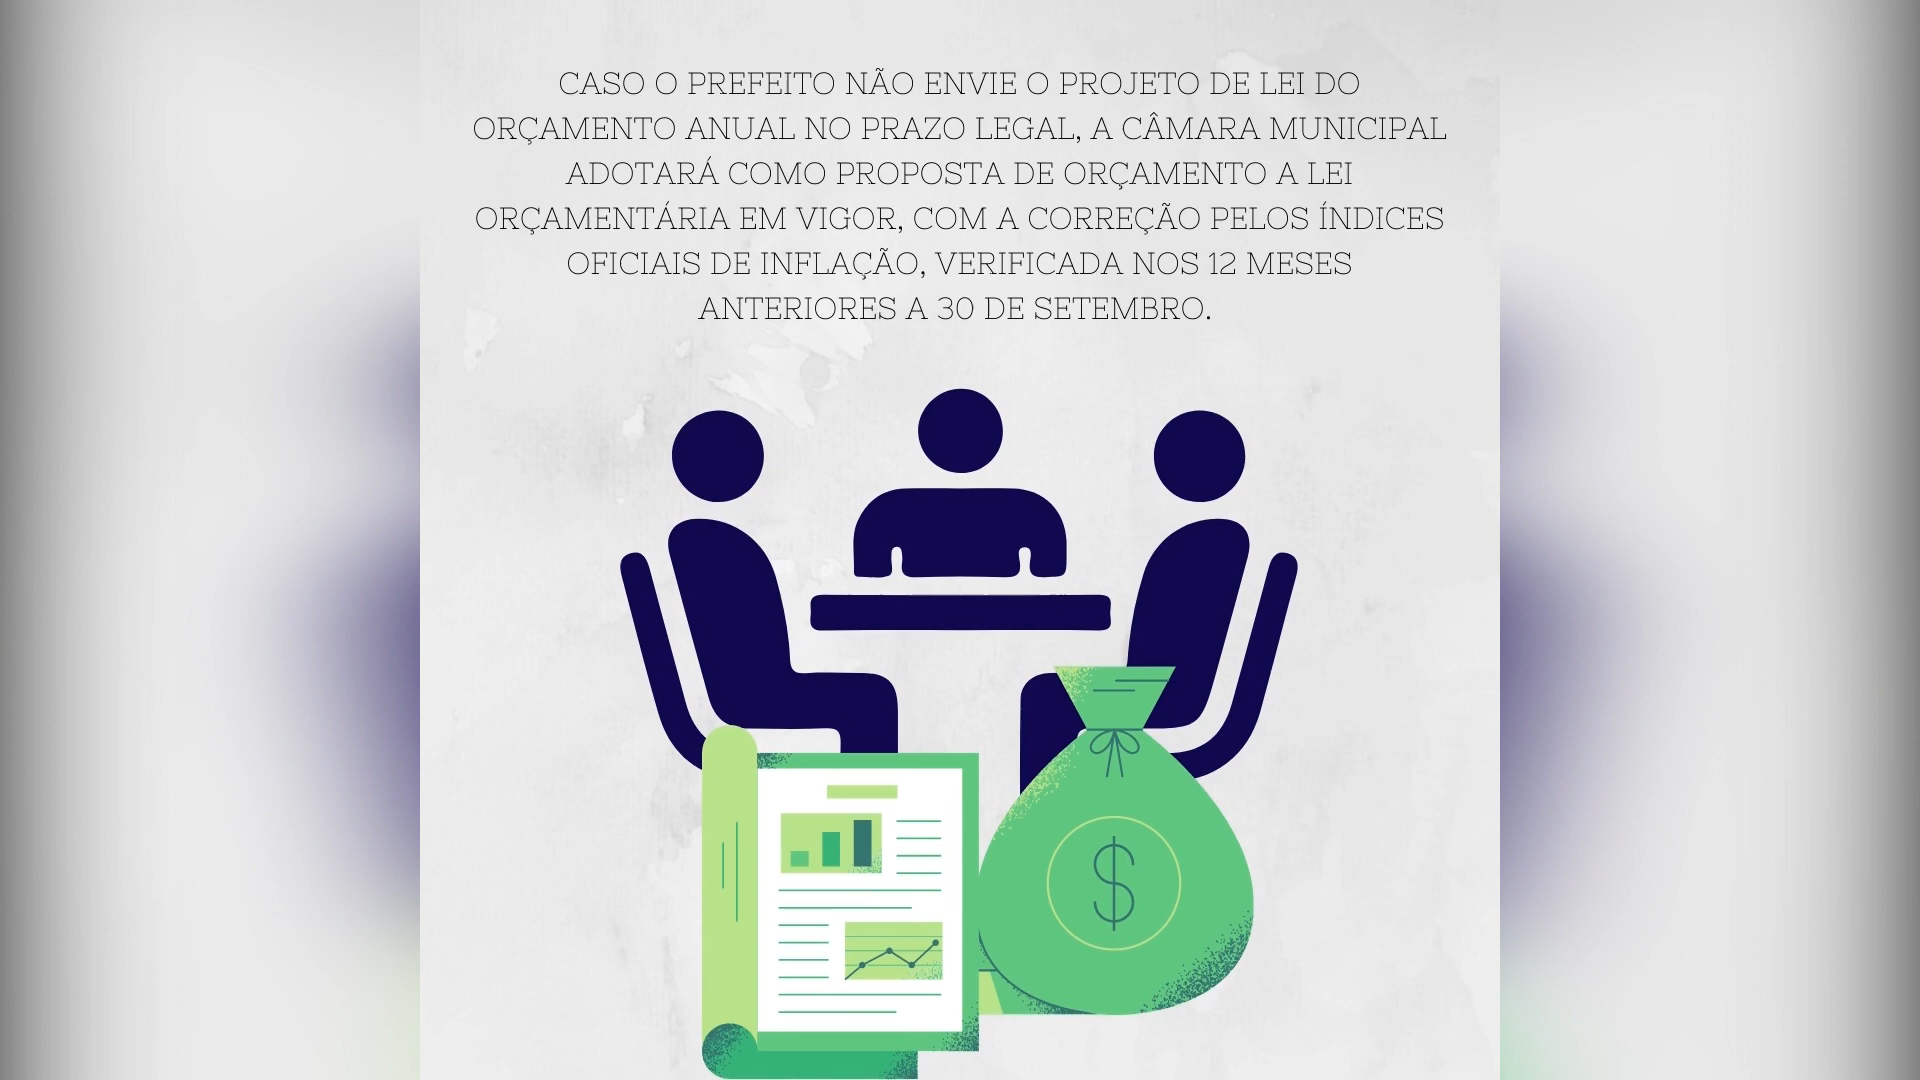 CASO O PREFEITO NÃO ENVIE O PROJETO DE LEI DO
ORÇAMENTO ANUAL NO PRAZO LEGAL, A CÂMARA MUNICIPAL
ADOTARÁ COMO PROPOSTA DE ORÇAMENTO A LEI
ORÇAMENTÁRIA EM VIGOR, COM A CORREÇÃO PELOS ÍNDICES
OFICIAIS DE INFLAÇÃO, VERIFICADA NOS 12 MESES
ANTERIORES A 30 DE SETEMBRO.
$